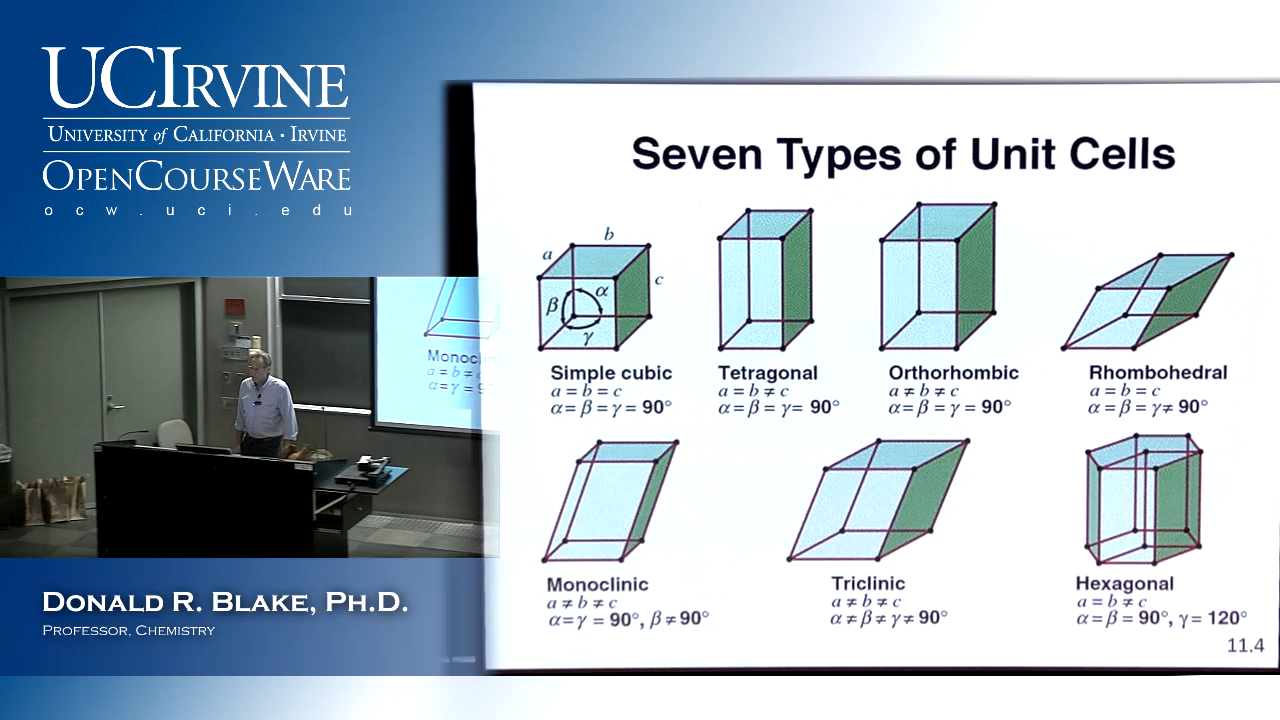 UCIRVINE
UNIVERSITY of CALIFORNIA · IRVINE
OPENCOURSEWARE
ocw.uci.edu
Monoc
a = b ≠
α = γ = 9
DONALD R. BLAKE, PH.D.
PROFESSOR, CHEMISTRY
Seven Types of Unit Cells
b
a
c
α
β
γ
Simple cubic
a = b = c
α = β = γ = 90°
Tetragonal
a = b ≠ c
α = β = γ = 90°
Orthorhombic
a ≠ b ≠ c
α = β = γ = 90°
Rhombohedral
a = b = c
α = β = γ ≠ 90°
Monoclinic
a ≠ b ≠ c
α = γ = 90°, β ≠ 90°
Triclinic
a ≠ b ≠ c
α ≠ β ≠ γ ≠ 90°
Hexagonal
a = b ≠ c
α = β = 90°, γ = 120°
11.4